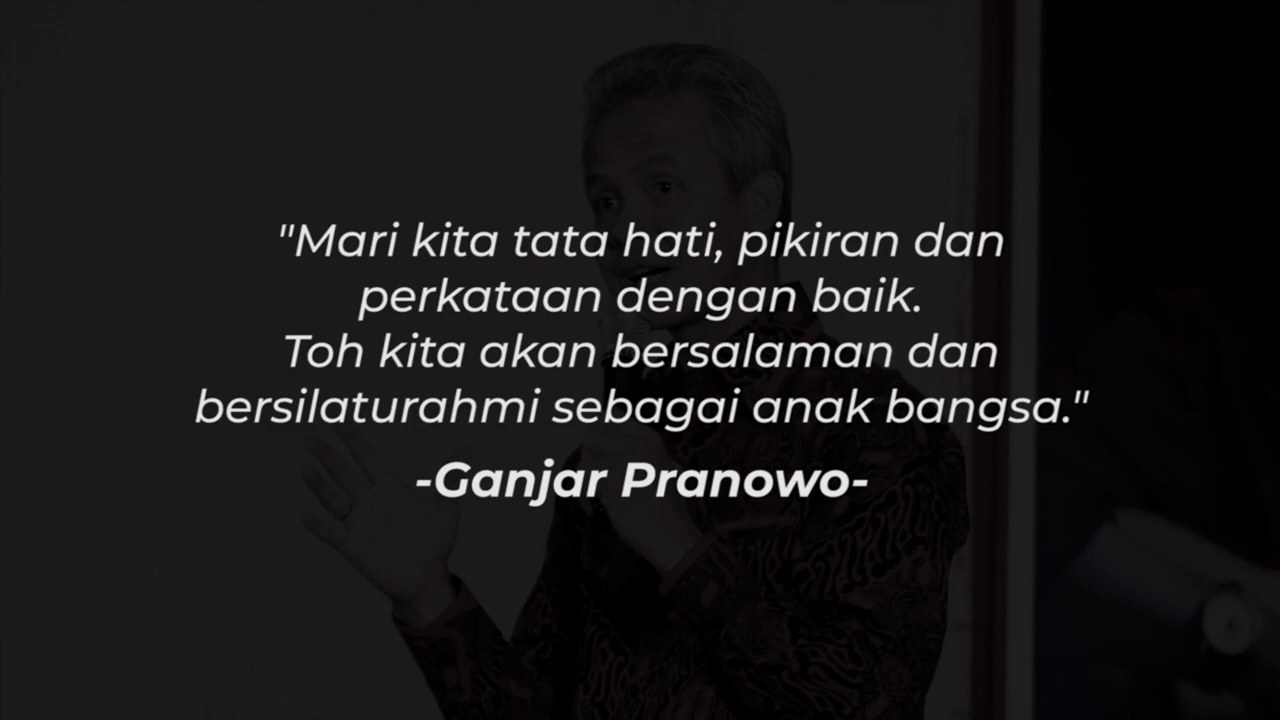 "Mari kita tata hati, pikiran dan
perkataan dengan baik.
Toh kita akan bersalaman dan
bersilaturahmi sebagai anak bangsa."
-Ganjar Pranowo-